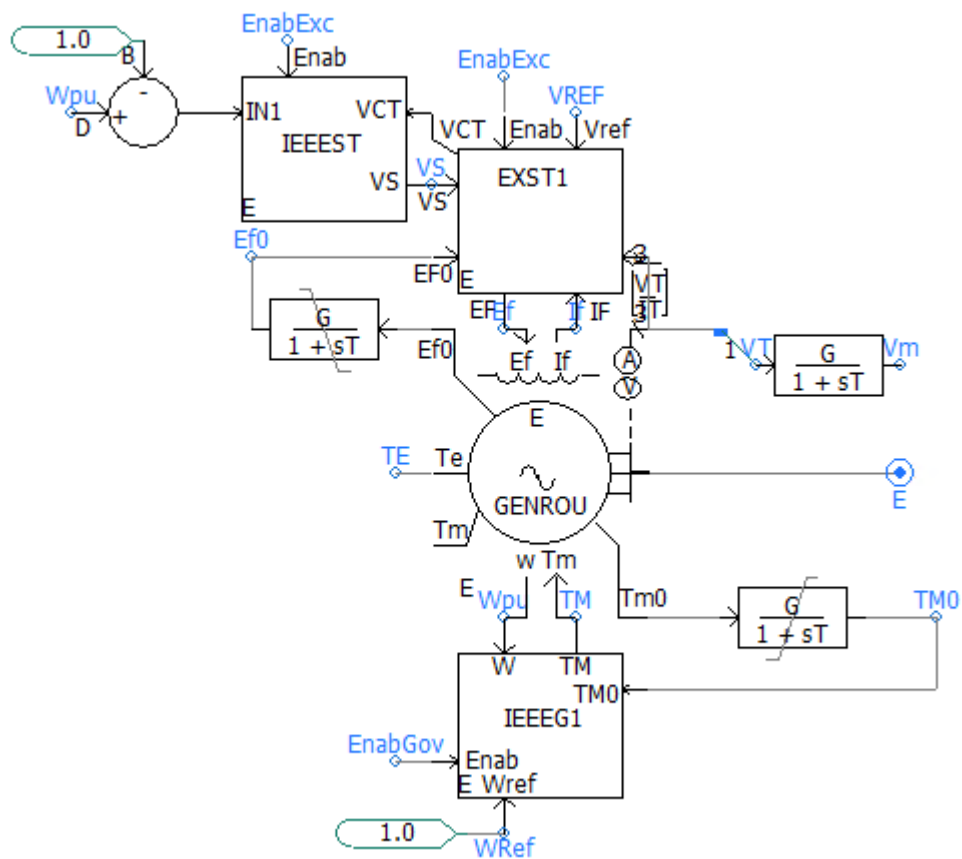 EnabExc
1.0
B
Enab
EnabExc
Wpu
-
+
D
IN1
VCT
IEEEST
VCT
Enab
VREF
Vref
VS
VS
VS
E
EXST1
Ef0
EF0
E
3
VT
IT
3
EF
Ef
If
IF
G
1 + sT
Ef0
Ef
If
A
V
1
VT
G
1 + sT
Vm
E
TE
Te
GENROU
E
Tm
w Tm
E
Wpu
TM
Tm0
G
1 + sT
TM0
W
TM
TM0
IEEEG1
EnabGov
Enab
E
Wref
1.0
WRef